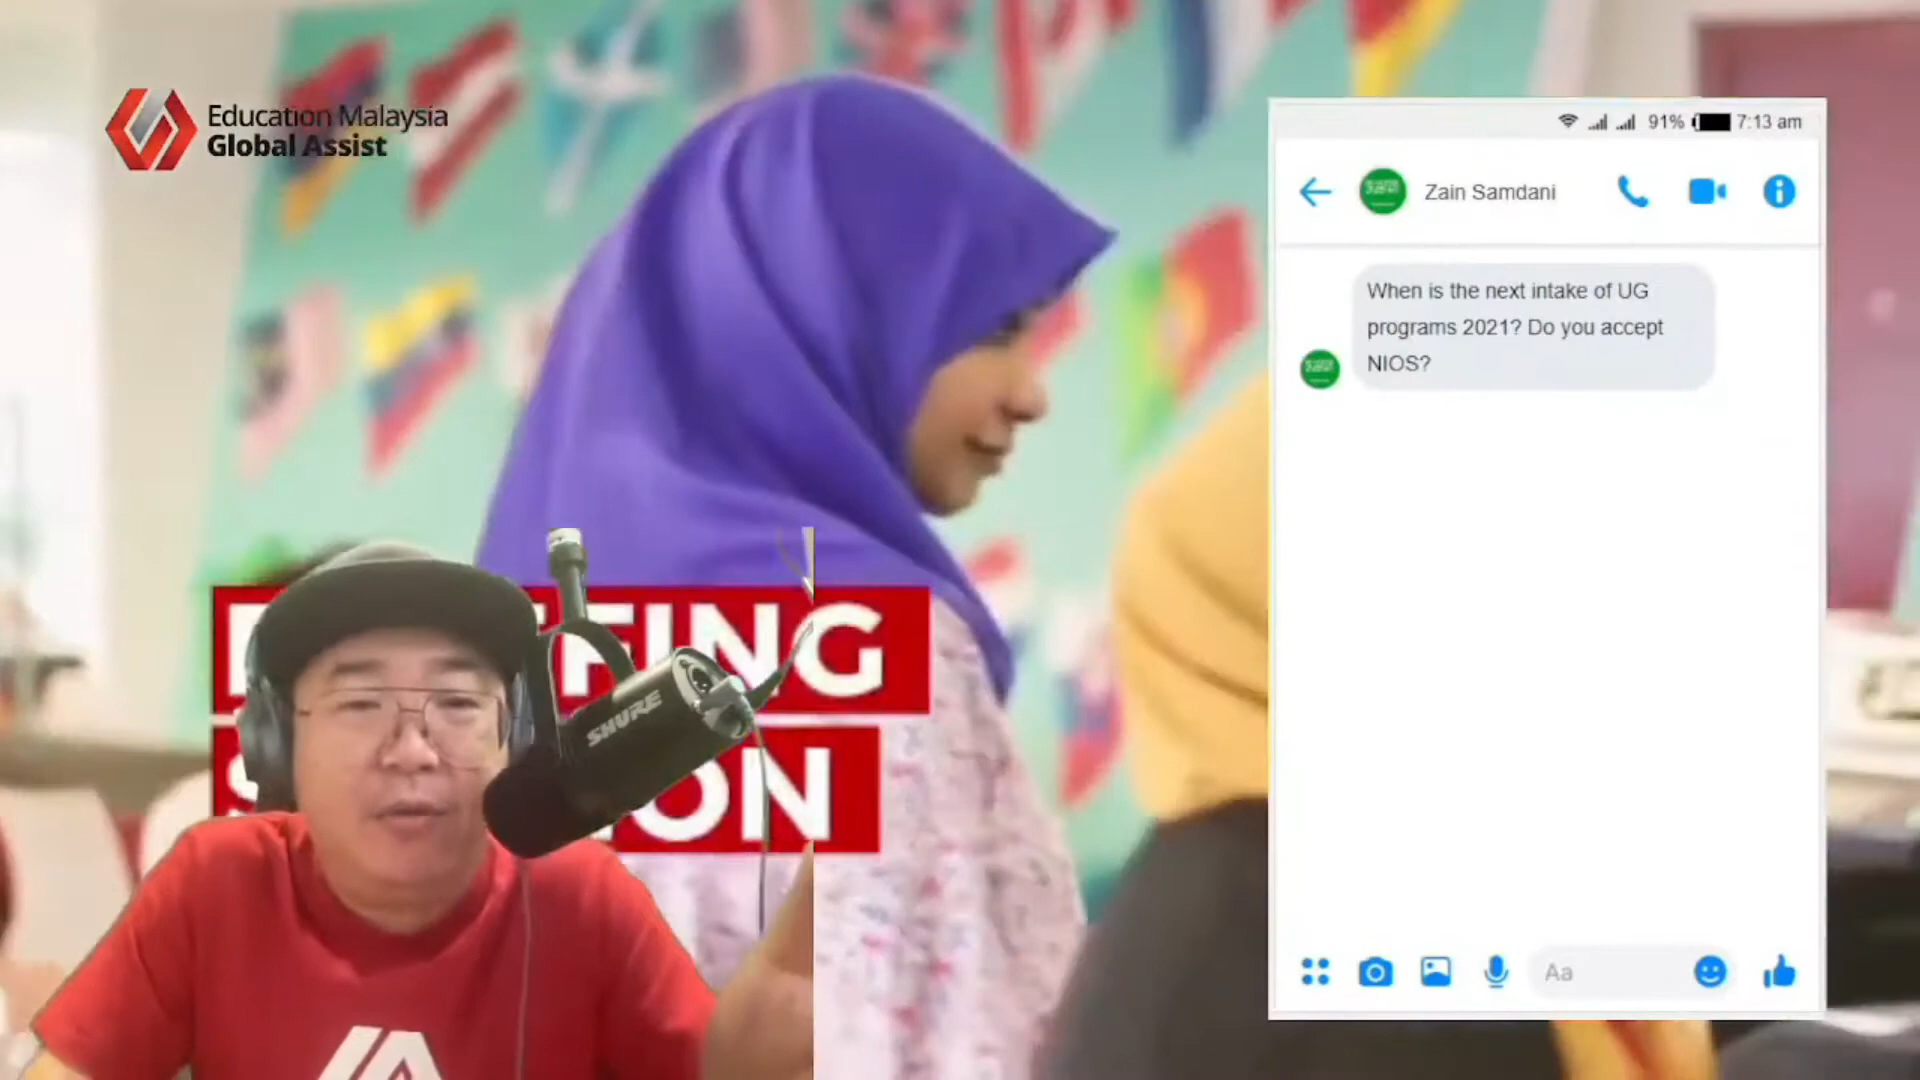 Education Malaysia
Global Assist
91% 7:13 am
Zain Samdani
When is the next intake of UG
programs 2021? Do you accept
NIOS?
SHURE
Aa